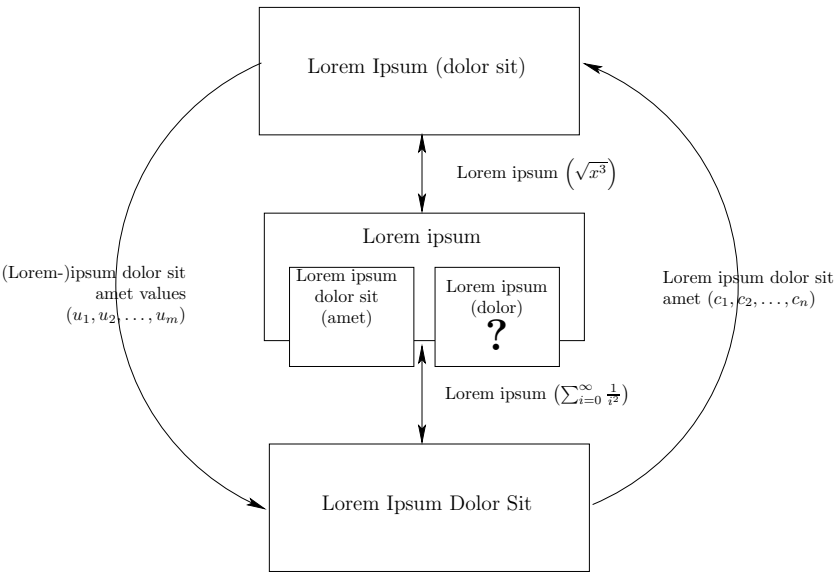 Lorem Ipsum (dolor sit)
Lorem ipsum (√x³)
Lorem ipsum
(Lorem-)ipsum dolor sit
amet values
(u₁, u₂, . . . , uₘ)
Lorem ipsum
dolor sit
(amet)
Lorem ipsum
(dolor)
?
Lorem ipsum dolor sit
amet (c₁, c₂, . . . , cₙ)
Lorem ipsum (∑_{i=0}^{∞} 1/i²)
Lorem Ipsum Dolor Sit